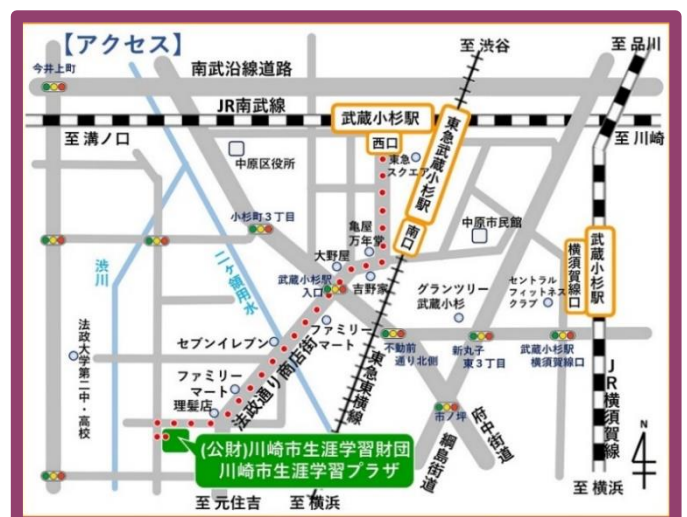 【アクセス】
至 渋谷
至 品川
今井上町
南武沿線道路
JR南武線
武蔵小杉駅
西口
至 溝ノ口
至 川崎
東急武蔵小杉駅
南口
東急
スクエア
中原区役所
小杉町3丁目
亀屋
万年堂
中原市民館
大野屋
武蔵小杉駅
入口
吉野家
グランツリー
武蔵小杉
セントラル
フィットネス
クラブ
横須賀線口
武蔵小杉駅
渋川
二ヶ領用水
法政大学第二中・高校
セブンイレブン
ファミリー
マート
ファミリー
マート
理髪店
法政通り商店街
東急東横線
不動前
通り北側
新丸子
東3丁目
武蔵小杉駅
横須賀線口
JR横須賀線
市ノ坪
府中街道
綱島街道
(公財)川崎市生涯学習財団
川崎市生涯学習プラザ
至 元住吉
至 横浜
至 横浜
N